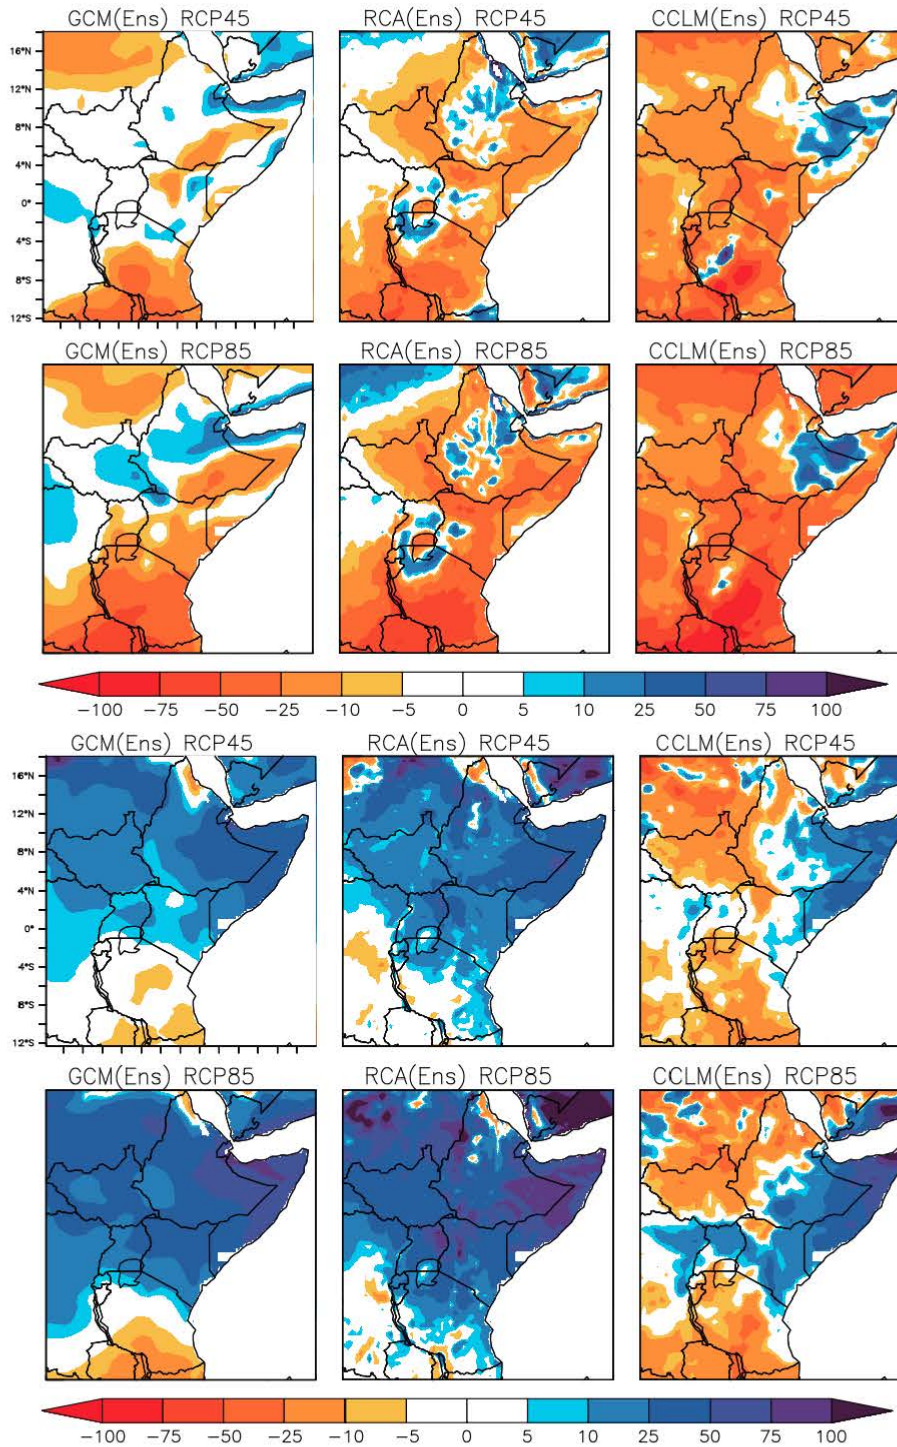 GCM(Ens) RCP45 RCA(Ens) RCP45 CCLM(Ens) RCP45
16°N
12°N
8°N
4°N
0°
4°S
8°S
12°S
GCM(Ens) RCP85 RCA(Ens) RCP85 CCLM(Ens) RCP85
−100 −75 −50 −25 −10 −5 0 5 10 25 50 75 100
GCM(Ens) RCP45 RCA(Ens) RCP45 CCLM(Ens) RCP45
16°N
12°N
8°N
4°N
0°
4°S
8°S
12°S
GCM(Ens) RCP85 RCA(Ens) RCP85 CCLM(Ens) RCP85
−100 −75 −50 −25 −10 −5 0 5 10 25 50 75 100